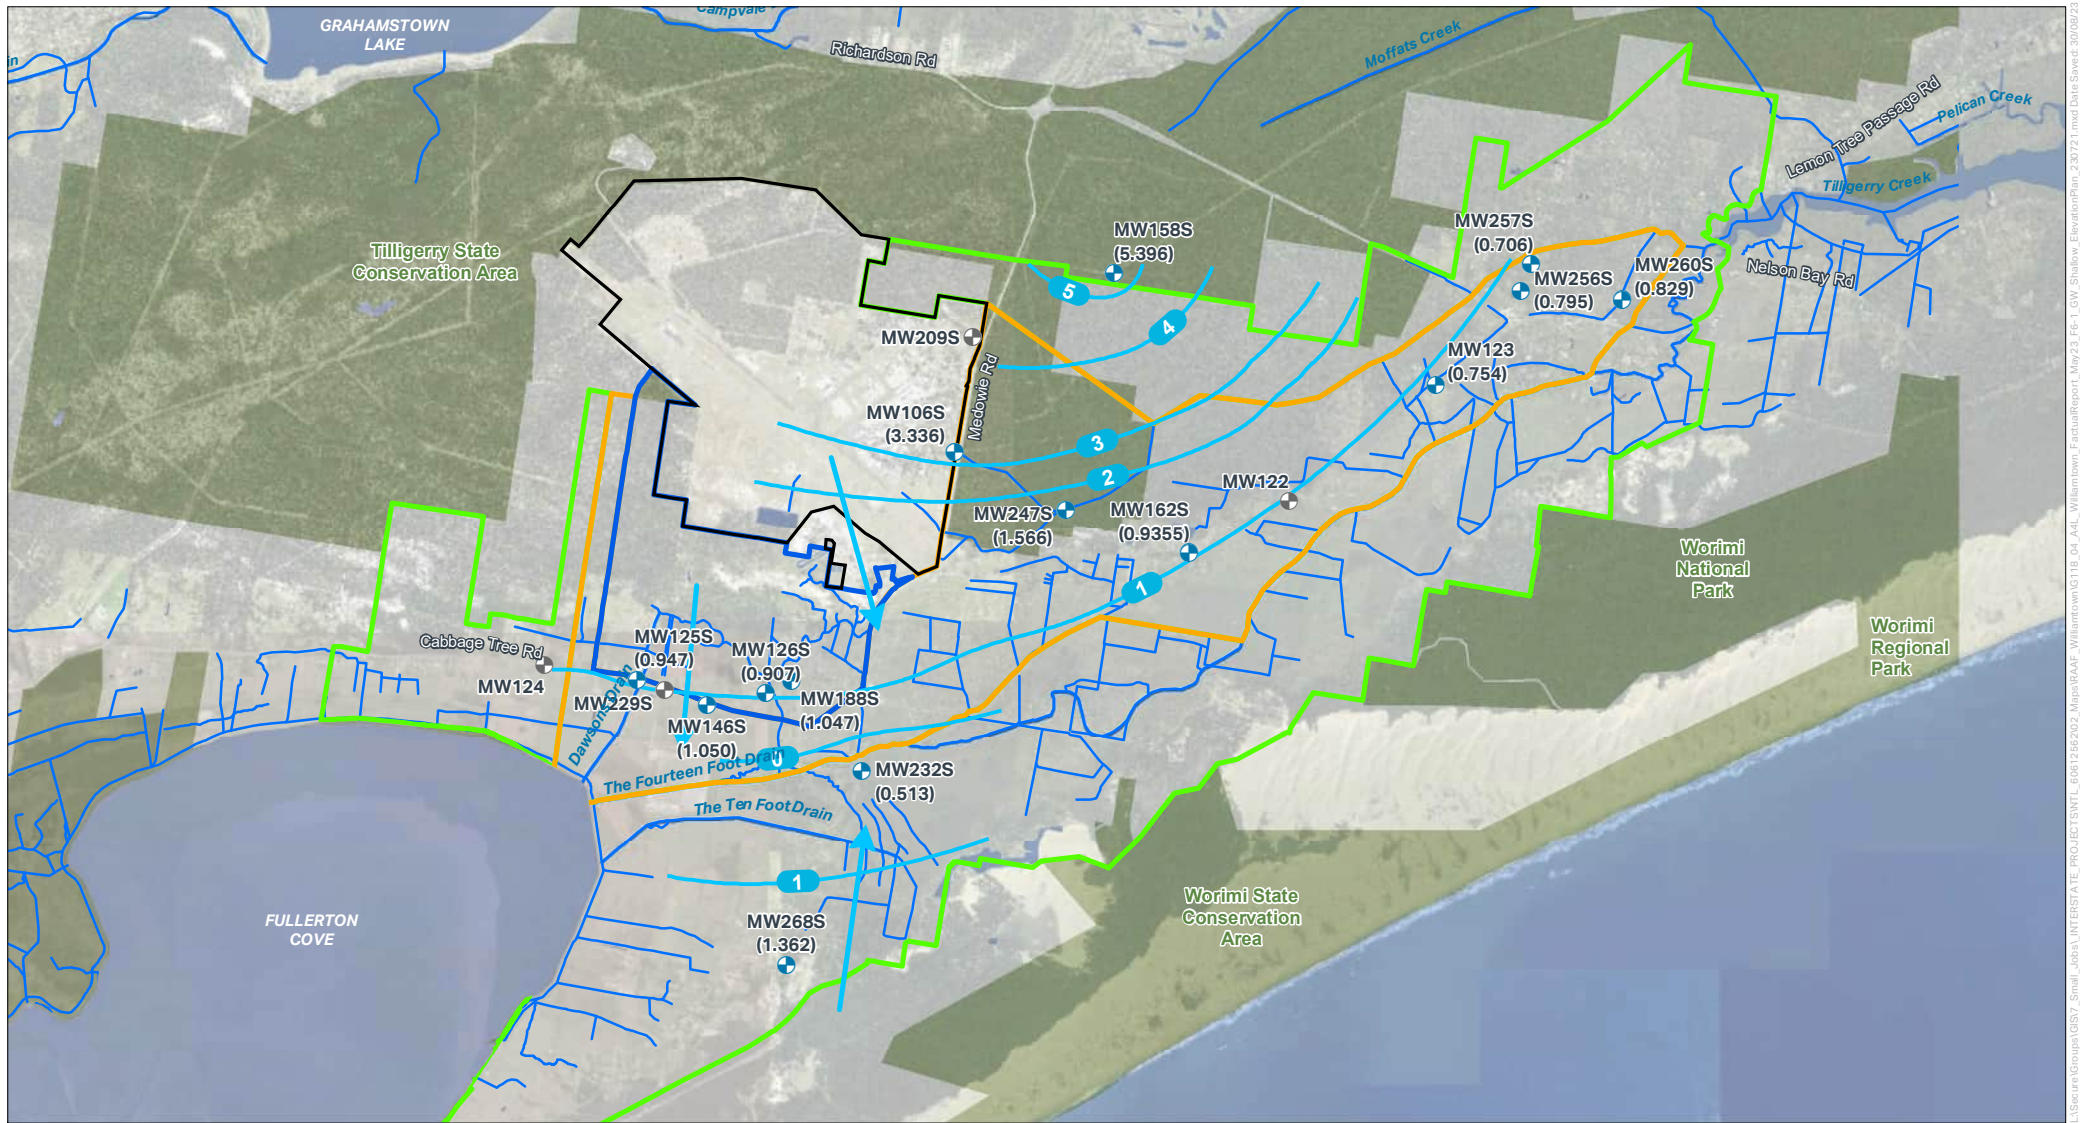 Campvale
GRAHAMSTOWN
LAKE
Richardson Rd
Moffats Creek
in
Lemon Tree Passage Rd
Pelican Creek
Tilligerry Creek
Nelson Bay Rd
Tilligerry State
Conservation Area
MW158S
(5.396)
MW257S
(0.706)
MW256S
(0.795)
MW260S
(0.829)
5
4
MW209S
Medowie Rd
MW123
(0.754)
MW106S
(3.336)
3
2
MW247S
(1.566)
MW162S
(0.9355)
MW122
1
Worimi
National
Park
Worimi
Regional
Park
Cabbage Tree Rd
MW124
MW125S
(0.947)
MW126S
(0.907)
MW229S
MW188S
(1.047)
MW146S
(1.050)
Dawsons Drain
0
The Fourteen Foot Drain
MW232S
(0.513)
The Ten Foot Drain
1
MW268S
(1.362)
FULLERTON
COVE
Worimi State
Conservation
Area